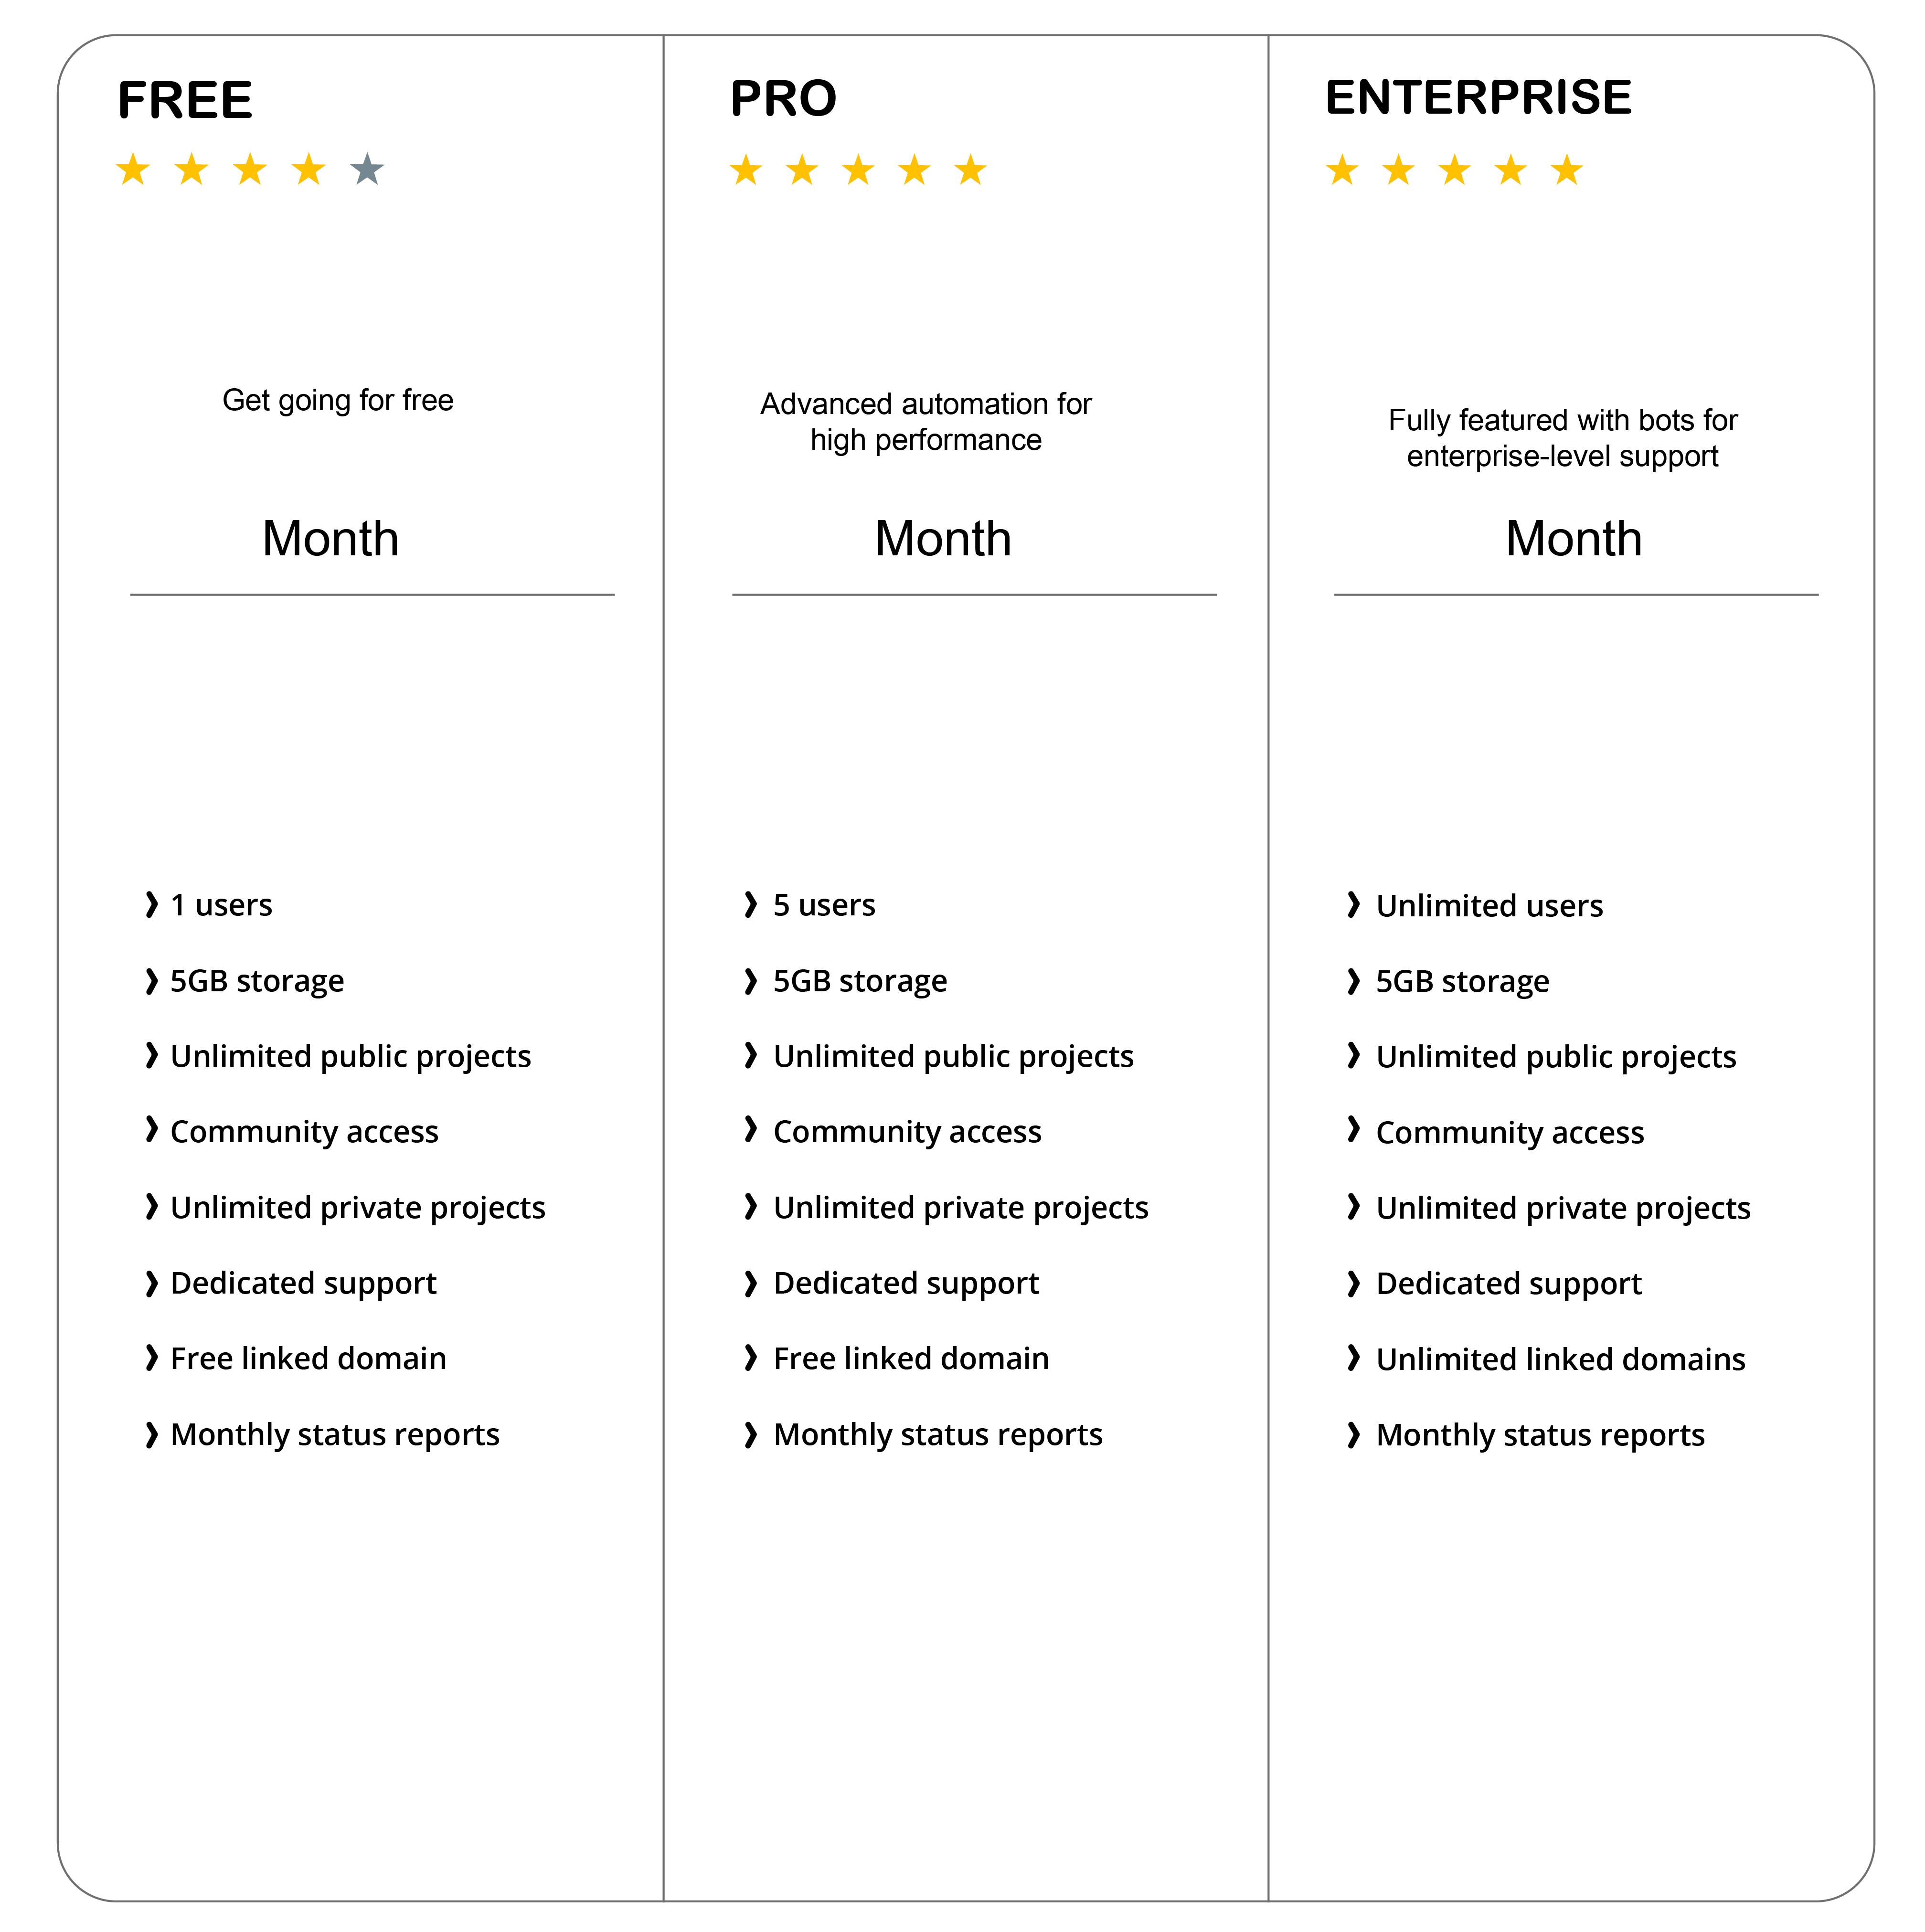 FREE
Get going for free
Month
1 users
5GB storage
Unlimited public projects
Community access
Unlimited private projects
Dedicated support
Free linked domain
Monthly status reports
PRO
Advanced automation for
high performance
Month
5 users
5GB storage
Unlimited public projects
Community access
Unlimited private projects
Dedicated support
Free linked domain
Monthly status reports
ENTERPRISE
Fully featured with bots for
enterprise-level support
Month
Unlimited users
5GB storage
Unlimited public projects
Community access
Unlimited private projects
Dedicated support
Unlimited linked domains
Monthly status reports